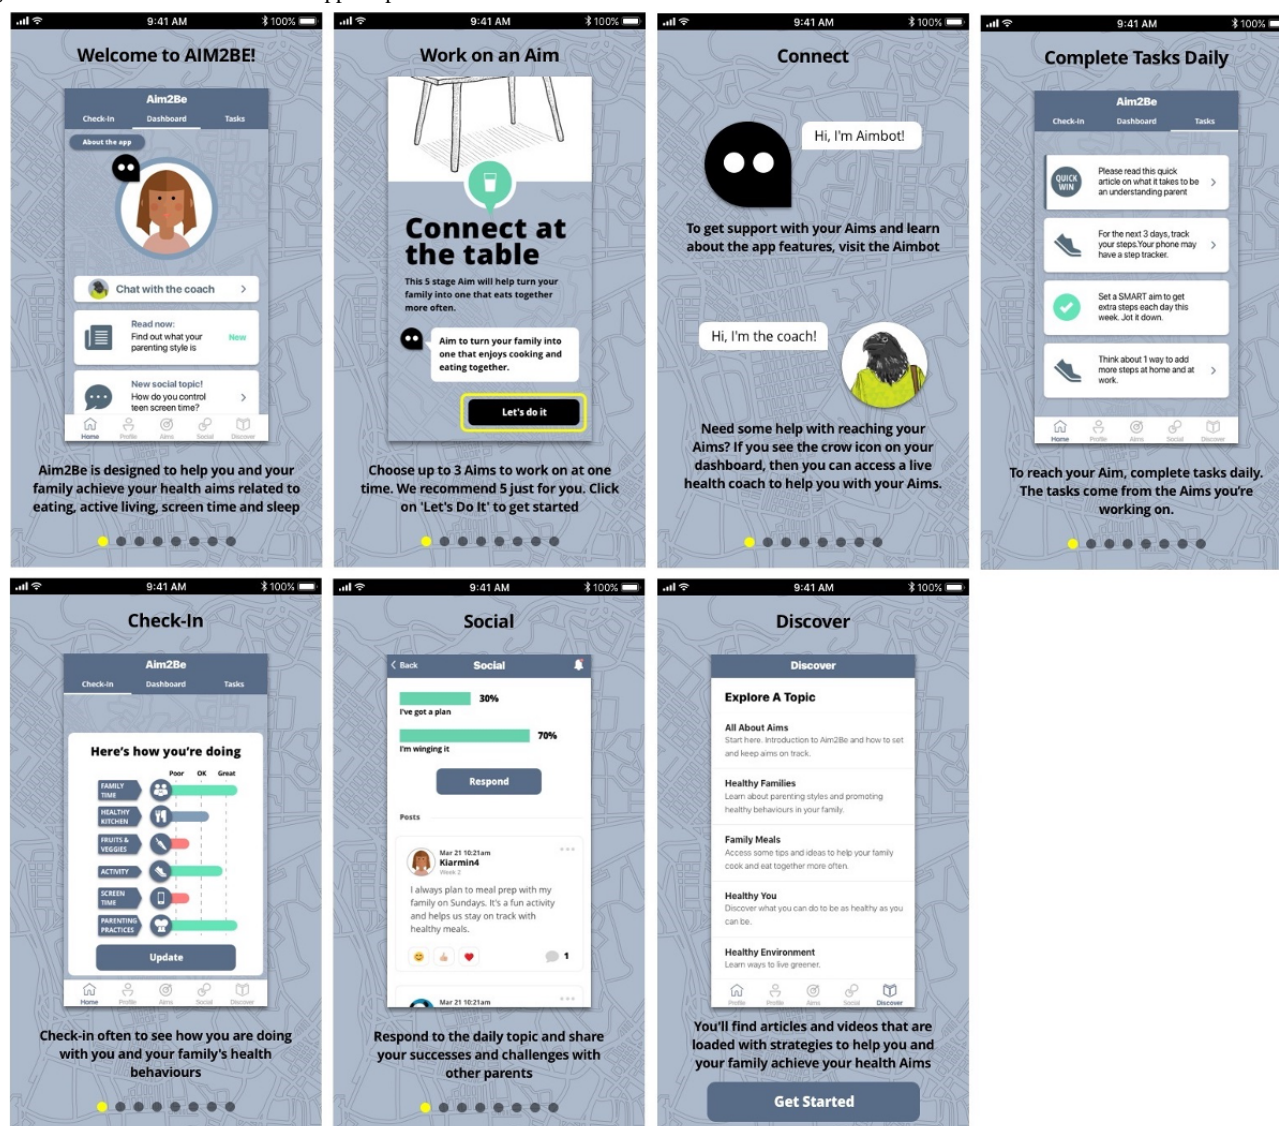 9:41 AM
100%
Welcome to AIM2BE!
Aim2Be
Check-In Dashboard Tasks
About the app
Chat with the coach
Read now:
Find out what your
parenting style is
New
New social topic!
How do you control
teen screen time?
Home Profile Aims Social Discover
Aim2Be is designed to help you and your
family achieve your health aims related to
eating, active living, screen time and sleep
9:41 AM
100%
Work on an Aim
Connect at
the table
This 5 stage Aim will help turn your
family into one that eats together
more often.
Aim to turn your family into
one that enjoys cooking and
eating together.
Let's do it
Choose up to 3 Aims to work on at one
time. We recommend 5 just for you. Click
on 'Let's Do It' to get started
9:41 AM
100%
Connect
Hi, I'm Aimbot!
To get support with your Aims and learn
about the app features, visit the Aimbot
Hi, I'm the coach!
Need some help with reaching your
Aims? If you see the crow icon on your
dashboard, then you can access a live
health coach to help you with your Aims.
9:41 AM
100%
Complete Tasks Daily
Aim2Be
Check-In Dashboard Tasks
QUICK
WIN
Please read this quick
article on what it takes to be
an understanding parent
For the next 3 days, track
your steps.Your phone may
have a step tracker.
Set a SMART aim to get
extra steps each day this
week. Jot it down.
Think about 1 way to add
more steps at home and at
work.
Home Profile Aims Social Discover
To reach your Aim, complete tasks daily.
The tasks come from the Aims you're
working on.
9:41 AM
100%
Check-In
Aim2Be
Check-In Dashboard Tasks
Here's how you're doing
Poor OK Great
FAMILY
TIME
HEALTHY
KITCHEN
FRUITS &
VEGGIES
ACTIVITY
SCREEN
TIME
PARENTING
PRACTICES
Update
Home Profile Aims Social Discover
Check-in often to see how you are doing
with you and your family's health
behaviours
9:41 AM
100%
Social
Back Social
30%
I've got a plan
70%
I'm winging it
Respond
Posts
Mar 21 10:21am
Kiarmin4
Week 2
I always plan to meal prep with my
family on Sundays. It's a fun activity
and helps us stay on track with
healthy meals.
1
Mar 21 10:21am
Respond to the daily topic and share
your successes and challenges with
other parents
9:41 AM
100%
Discover
Discover
Explore A Topic
All About Aims
Start here. Introduction to Aim2Be and how to set
and keep aims on track.
Healthy Families
Learn about parenting styles and promoting
healthy behaviours in your family.
Family Meals
Access some tips and ideas to help your family
cook and eat together more often.
Healthy You
Discover what you can do to be as healthy as you
can be.
Healthy Environment
Learn ways to live greener.
Profile Profile Aims Social Discover
You'll find articles and videos that are
loaded with strategies to help you and
your family achieve your health Aims
Get Started